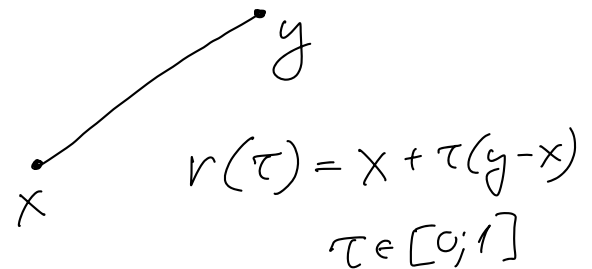 y
x
r(τ) = x + τ(y-x)
τ ∈ [0;1]